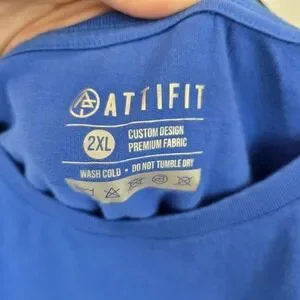 ATTIFIT
2XL
CUSTOM DESIGN
PREMIUM FABRIC
WASH COLD • DO NOT TUMBLE DRY